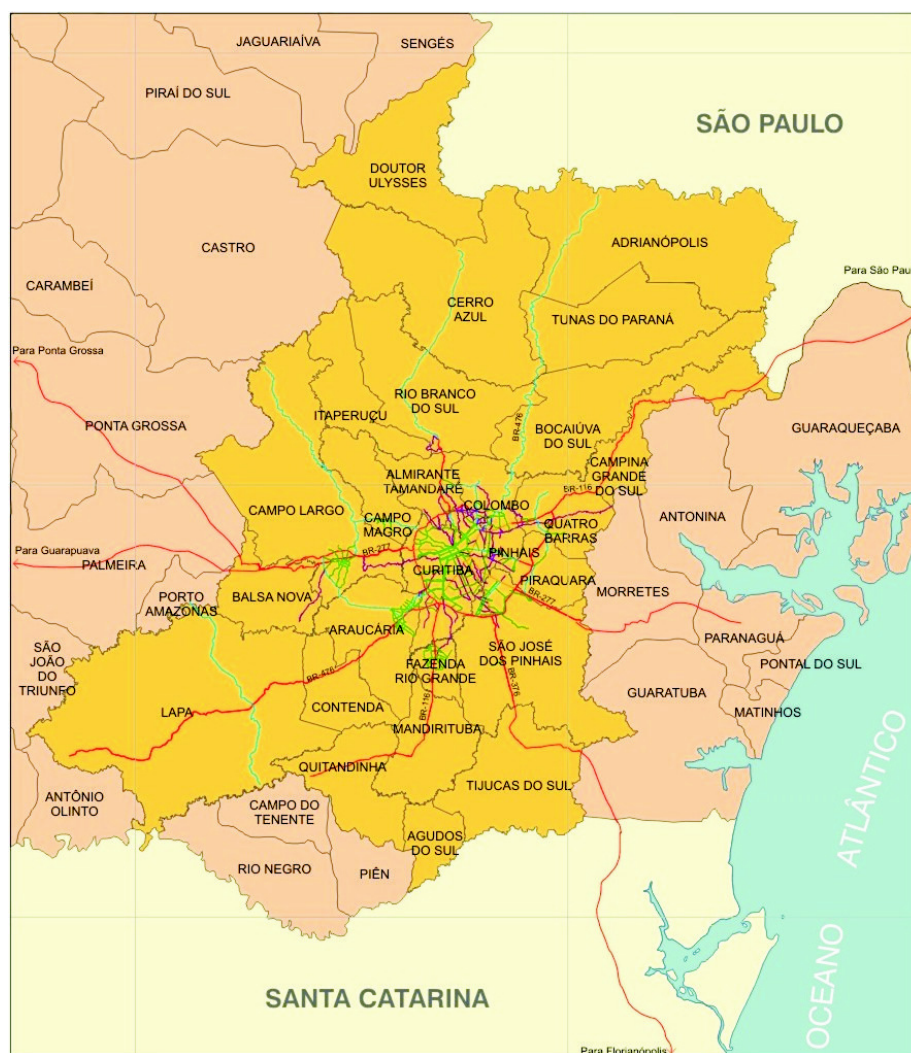 JAGUARIAÍVA
SENGÉS
PIRAÍ DO SUL
SÃO PAULO
DOUTOR
ULYSSES
CASTRO
ADRIANÓPOLIS
CARAMBEÍ
Para São Pau
CERRO
AZUL
TUNAS DO PARANÁ
Para Ponta Grossa
RIO BRANCO
DO SUL
ITAPERUÇU
PONTA GROSSA
BR-476
BOCAIÚVA
DO SUL
GUARAQUEÇABA
CAMPINA
GRANDE
DO SUL
ALMIRANTE
TAMANDARÉ
BR-116
COLOMBO
CAMPO LARGO
CAMPO
MAGRO
ANTONINA
QUATRO
BARRAS
Para Guarapuava
BR-277
PINHAIS
PALMEIRA
CURITIBA
PIRAQUARA
BR-277
MORRETES
PORTO
AMAZONAS
BALSA NOVA
ARAUCÁRIA
PARANAGUÁ
SÃO
JOÃO
DO
TRIUNFO
SÃO JOSÉ
DOS PINHAIS
FAZENDA
RIO GRANDE
PONTAL DO SUL
BR-476
BR-376
GUARATUBA
LAPA
CONTENDA
BR-116
MATINHOS
MANDIRITUBA
QUITANDINHA
TIJUCAS DO SUL
ANTÔNIO
OLINTO
CAMPO DO
TENENTE
AGUDOS
DO SUL
RIO NEGRO
PIÊN
OCEANO ATLÂNTICO
SANTA CATARINA
Para Florianópolis